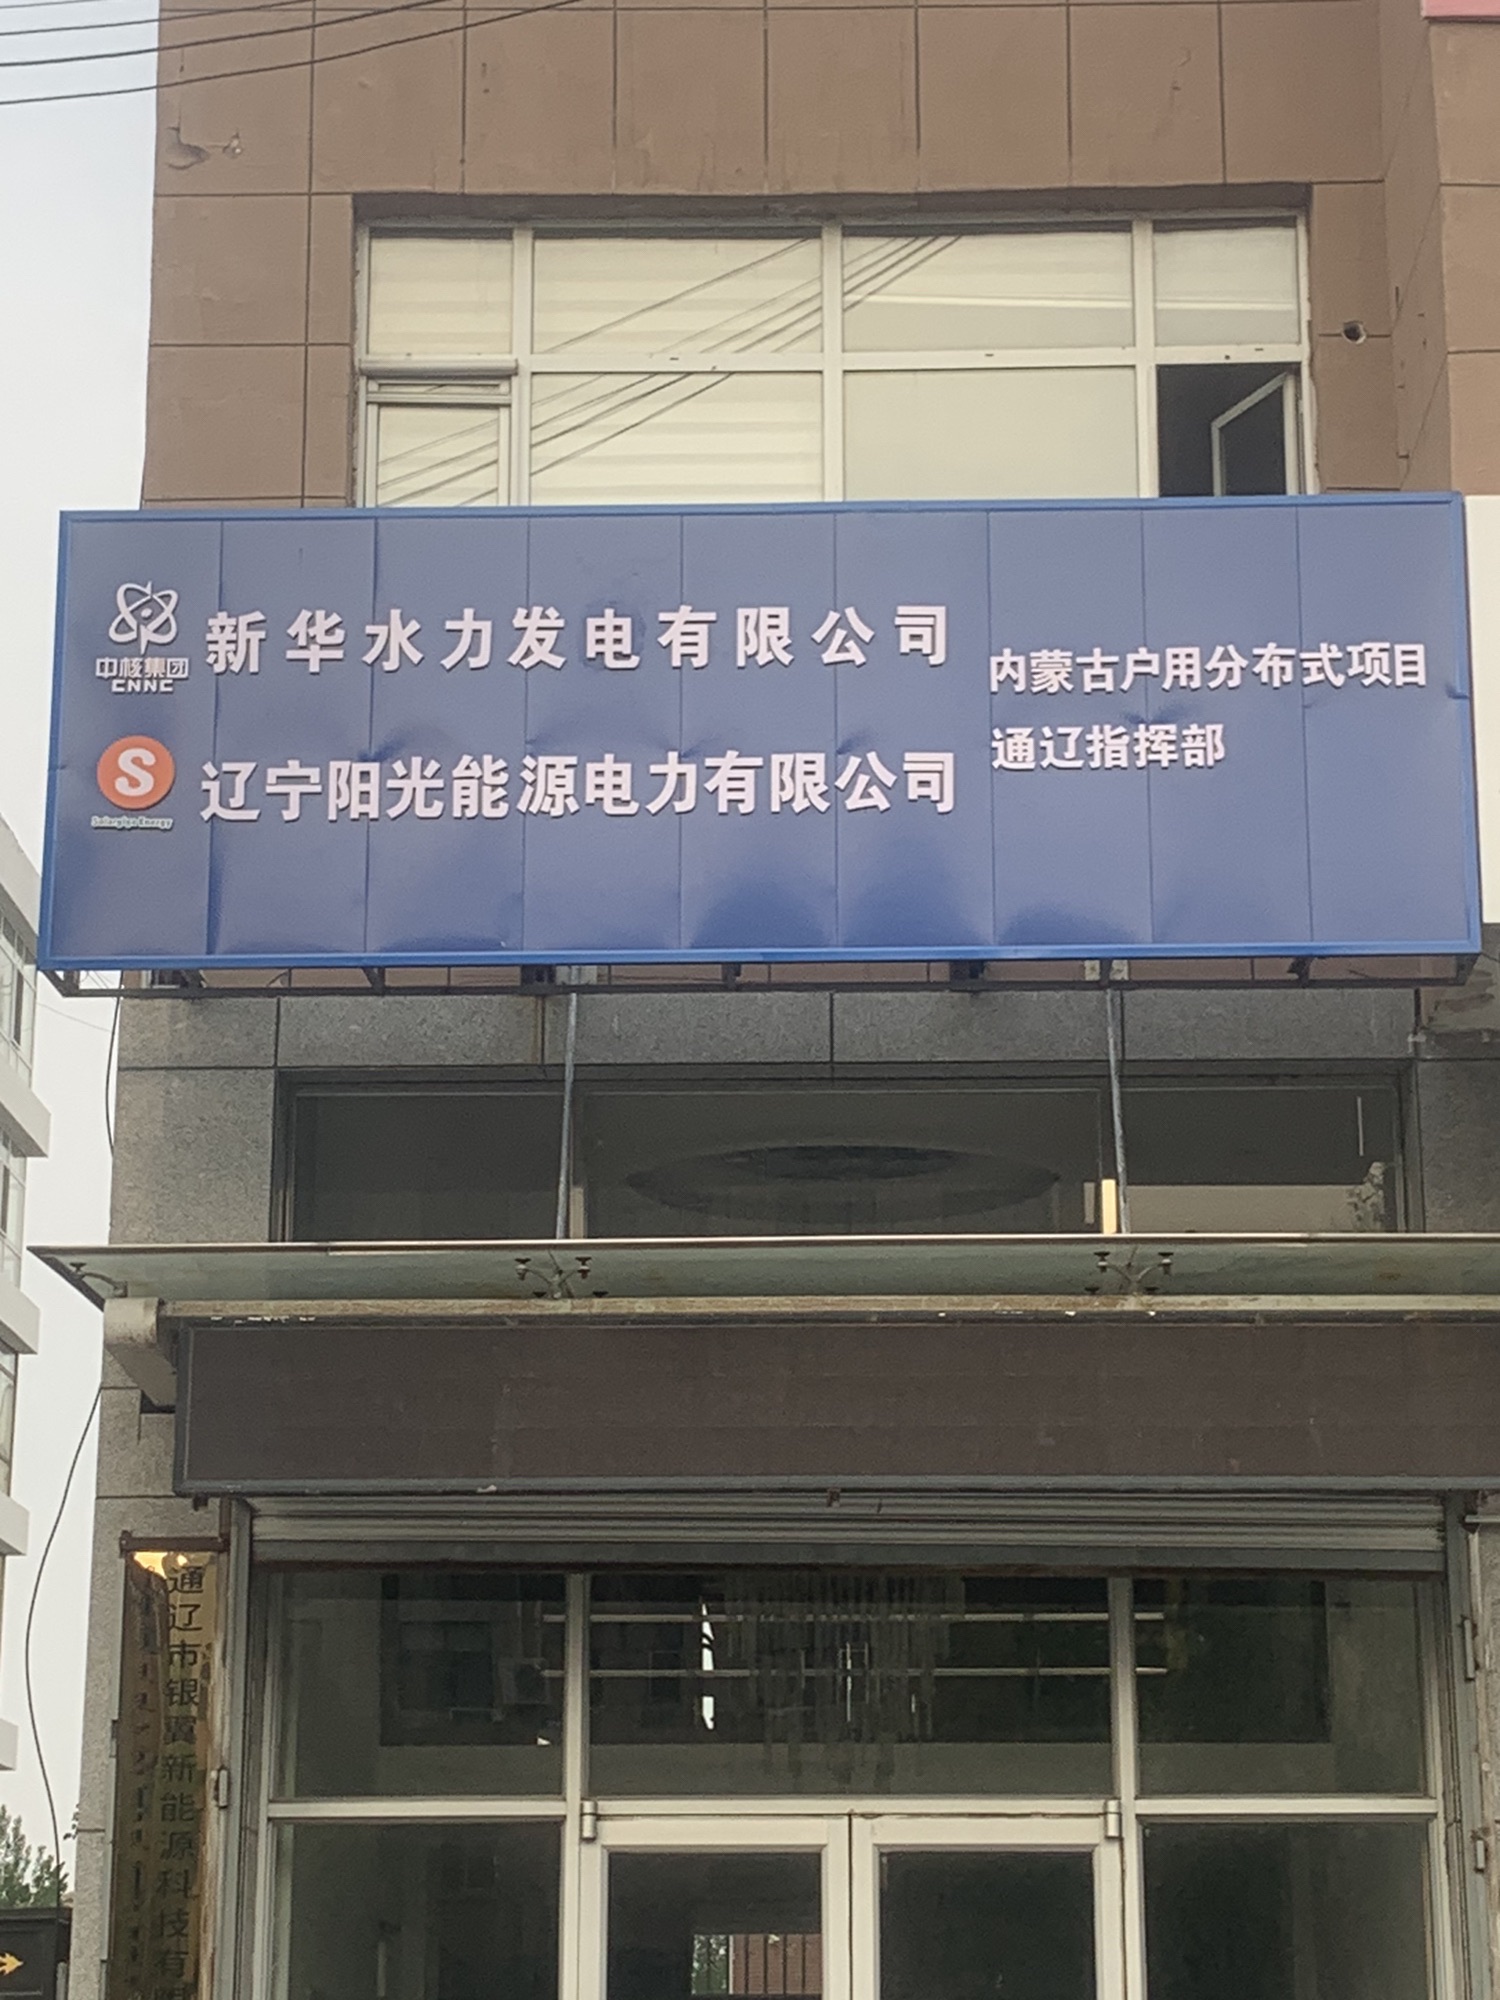 中核集团
CNNC
新华水力发电有限公司
S
辽宁阳光能源电力有限公司
内蒙古户用分布式项目
通辽指挥部
通辽市银翼新能源科技有限